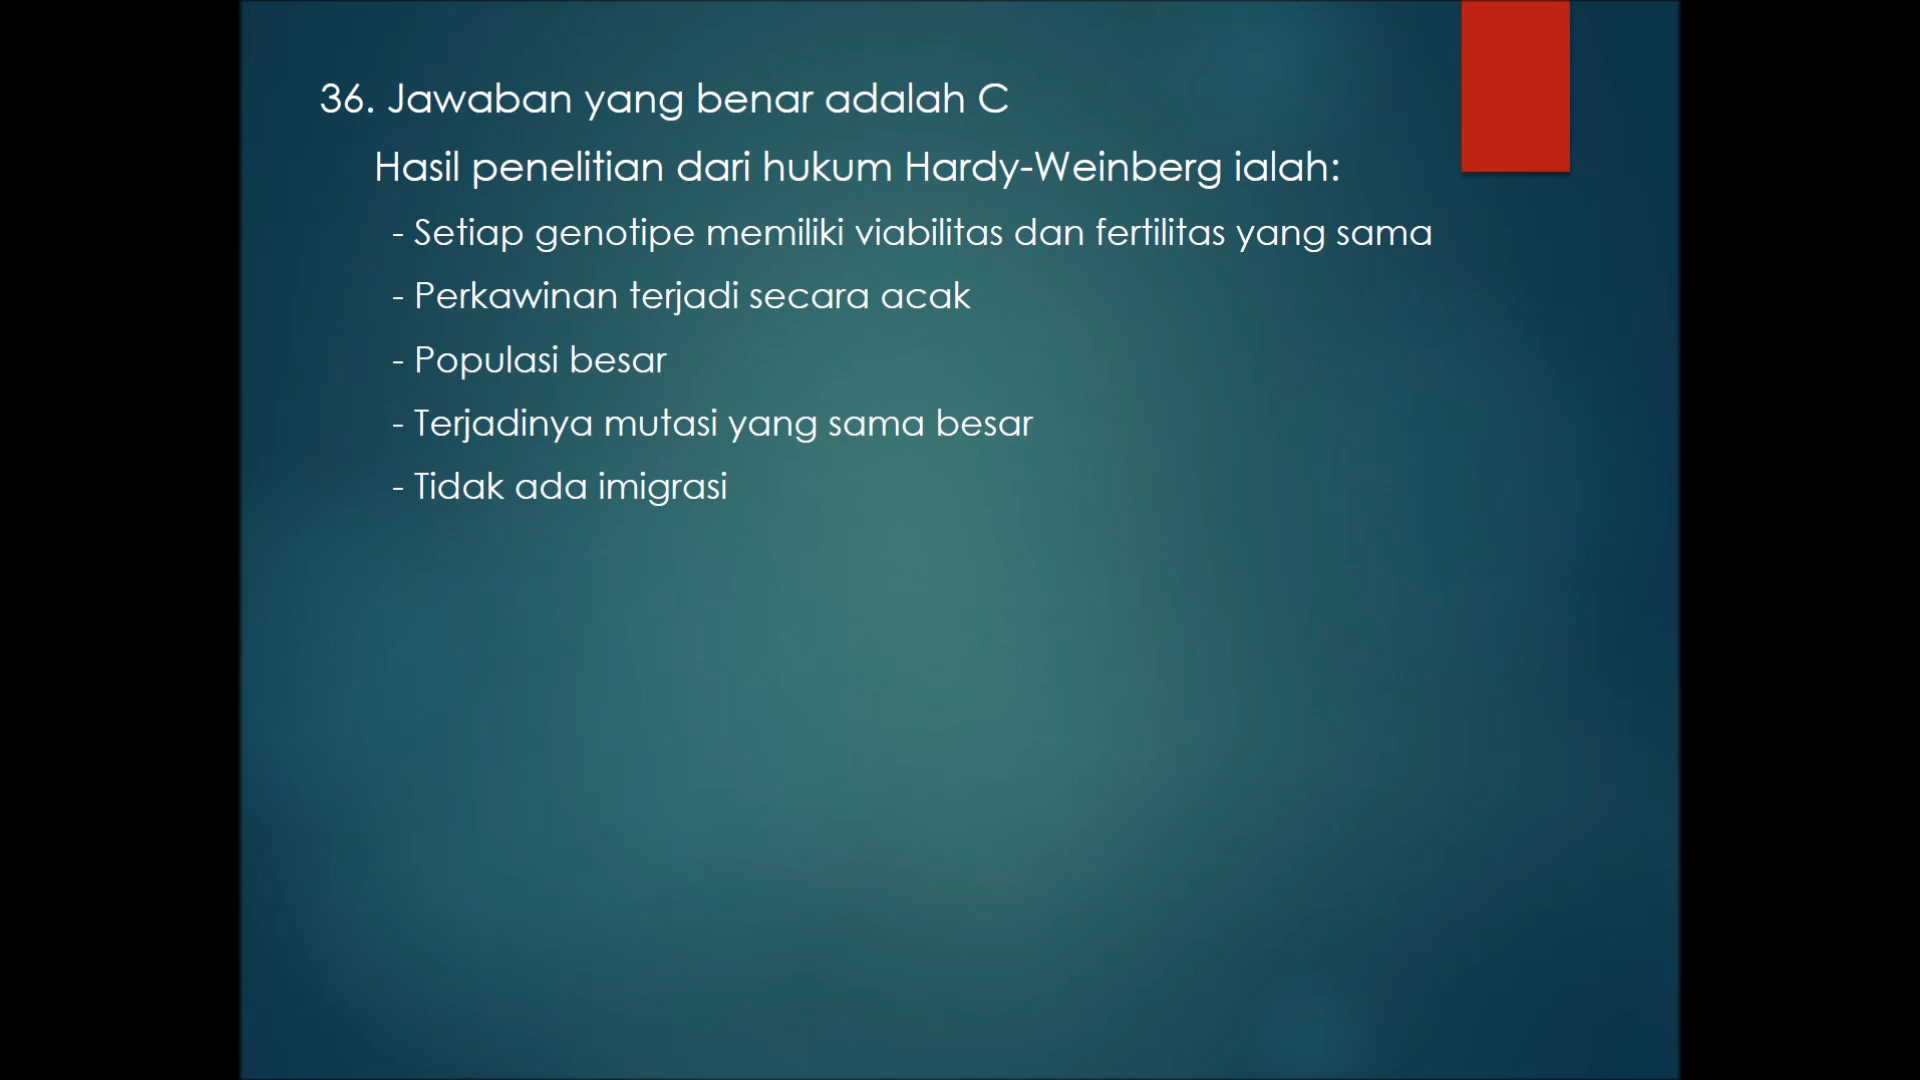 36. Jawaban yang benar adalah C
Hasil penelitian dari hukum Hardy-Weinberg ialah:
- Setiap genotipe memiliki viabilitas dan fertilitas yang sama
- Perkawinan terjadi secara acak
- Populasi besar
- Terjadinya mutasi yang sama besar
- Tidak ada imigrasi